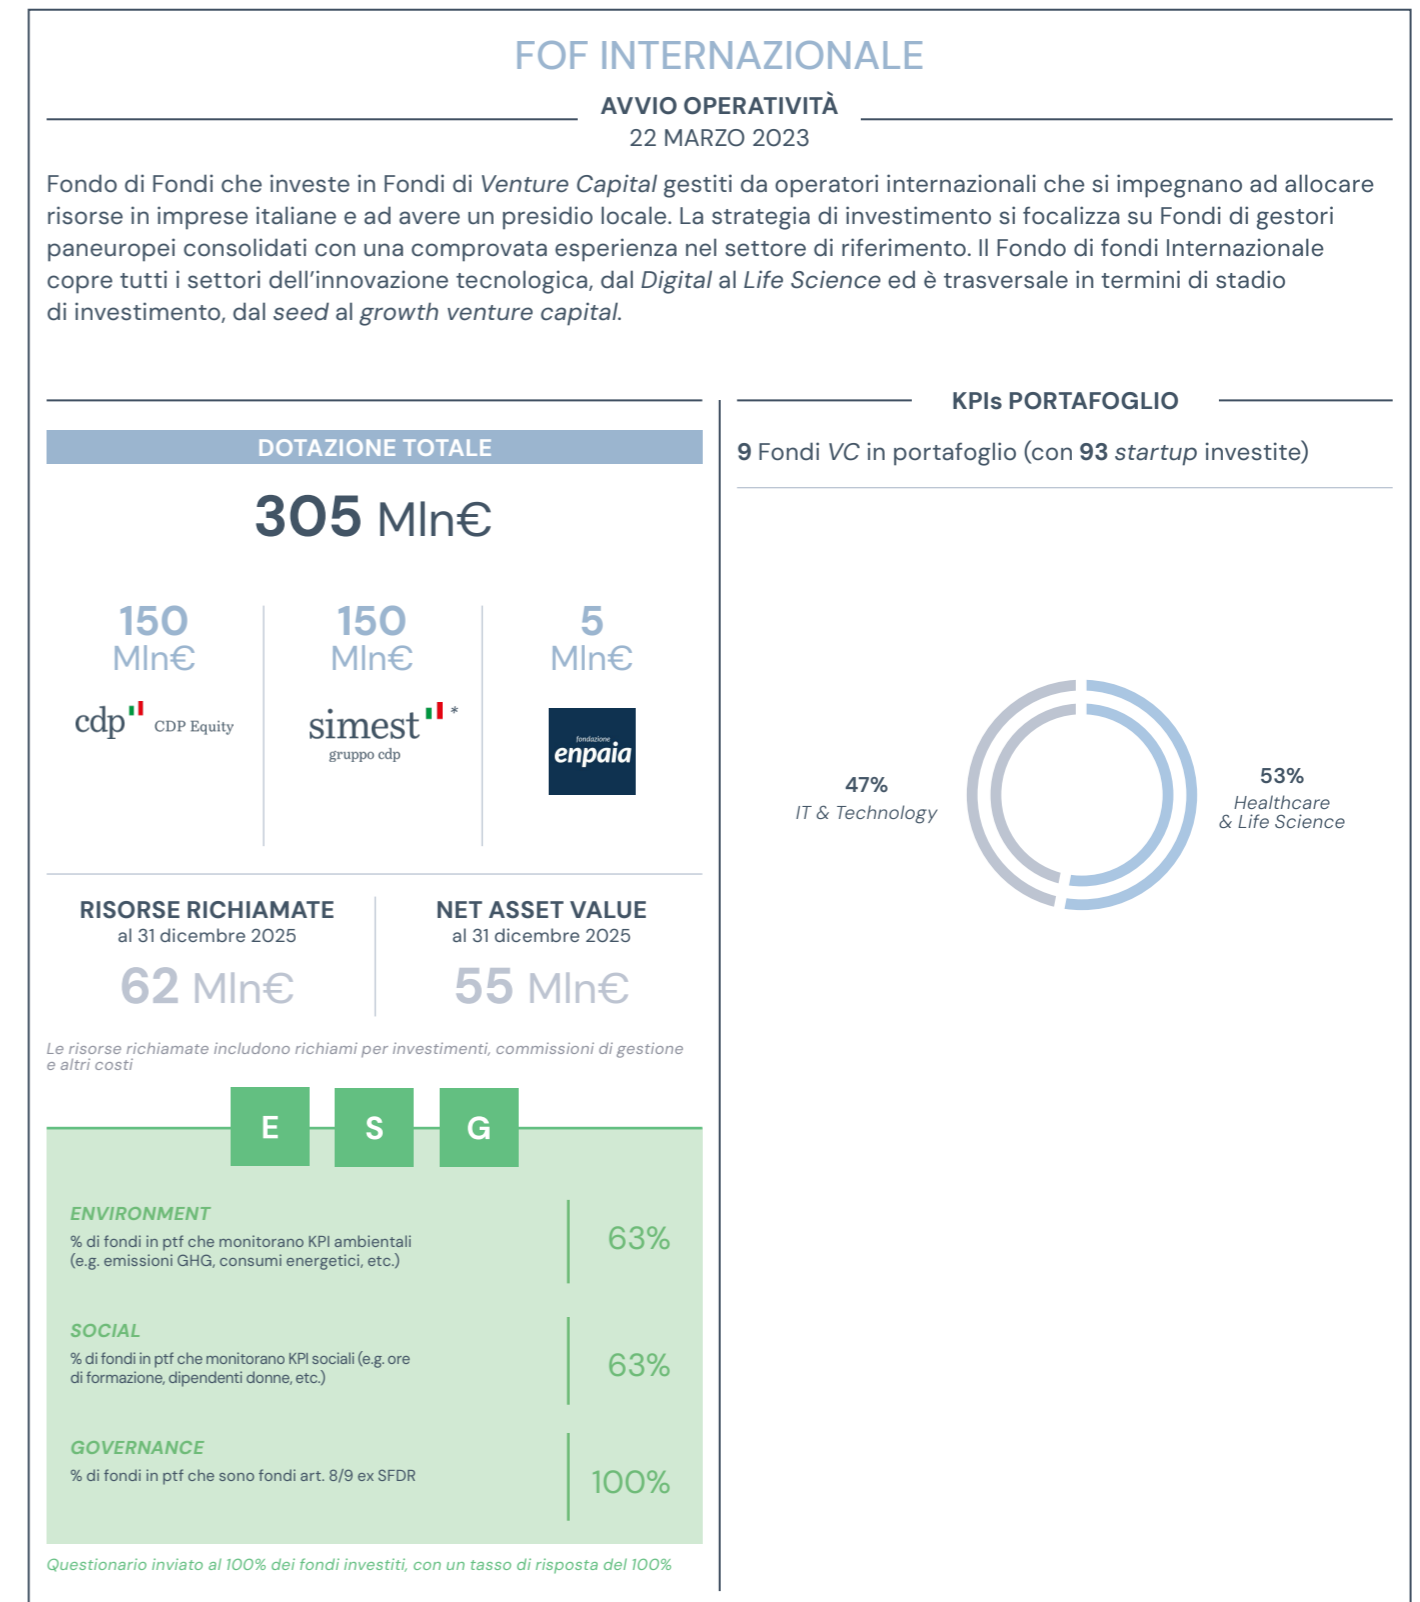 FOF INTERNAZIONALE
AVVIO OPERATIVITÀ
22 MARZO 2023
Fondo di Fondi che investe in Fondi di Venture Capital gestiti da operatori internazionali che si impegnano ad allocare
risorse in imprese italiane e ad avere un presidio locale. La strategia di investimento si focalizza su Fondi di gestori
paneuropei consolidati con una comprovata esperienza nel settore di riferimento. Il Fondo di fondi Internazionale
copre tutti i settori dell’innovazione tecnologica, dal Digital al Life Science ed è trasversale in termini di stadio
di investimento, dal seed al growth venture capital.
DOTAZIONE TOTALE
305 Mln€
150
Mln€
cdp CDP Equity
150
Mln€
simest *
gruppo cdp
5
Mln€
fondazione
enpaia
RISORSE RICHIAMATE
al 31 dicembre 2025
62 Mln€
NET ASSET VALUE
al 31 dicembre 2025
55 Mln€
Le risorse richiamate includono richiami per investimenti, commissioni di gestione
e altri costi
E S G
ENVIRONMENT
% di fondi in ptf che monitorano KPI ambientali
(e.g. emissioni GHG, consumi energetici, etc.)
63%
SOCIAL
% di fondi in ptf che monitorano KPI sociali (e.g. ore
di formazione, dipendenti donne, etc.)
63%
GOVERNANCE
% di fondi in ptf che sono fondi art. 8/9 ex SFDR
100%
Questionario inviato al 100% dei fondi investiti, con un tasso di risposta del 100%
KPIs PORTAFOGLIO
9 Fondi VC in portafoglio (con 93 startup investite)
47%
IT & Technology
53%
Healthcare
& Life Science